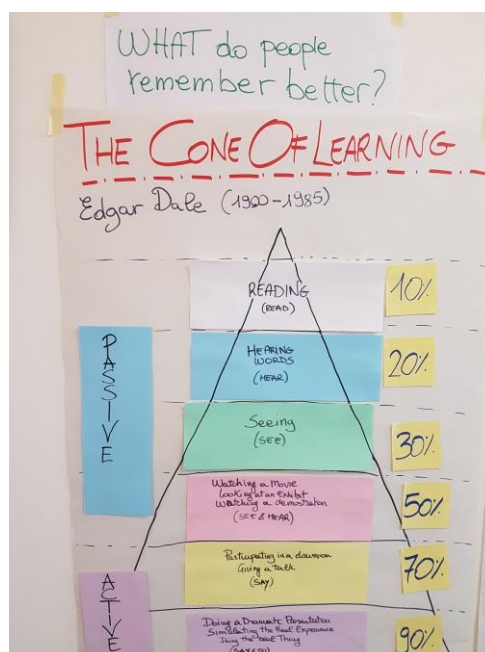 WHAT do people
remember better?
THE CONE OF LEARNING
Edgar Dale (1900-1985)
READING
(READ)
10%
HEARING
WORDS
(HEAR)
20%
Seeing
(SEE)
30%
PASSIVE
Watching a Movie
Looking at an Exhibit
Watching a demostration
(SEE & HEAR)
50%
Participating in a discussion
Giving a talk
(SAY)
70%
ACTIVE
Doing a Dramatic Presentation
Simulating the Real Experience
Doing the Real Thing
90%